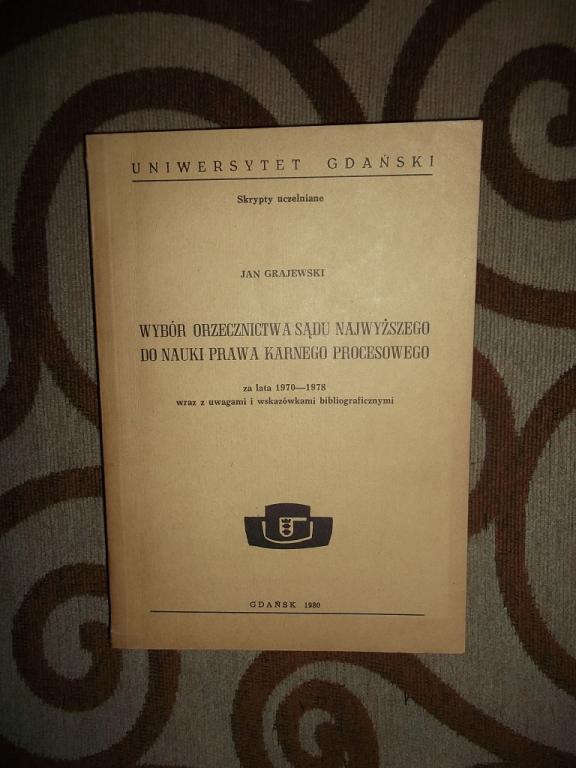 UNIWERSYTET GDAŃSKI
Skrypty uczelniane
JAN GRAJEWSKI
WYBÓR ORZECZNICTWA SĄDU NAJWYŻSZEGO
DO NAUKI PRAWA KARNEGO PROCESOWEGO
za lata 1970—1978
wraz z uwagami i wskazówkami bibliograficznymi
GDAŃSK 1980